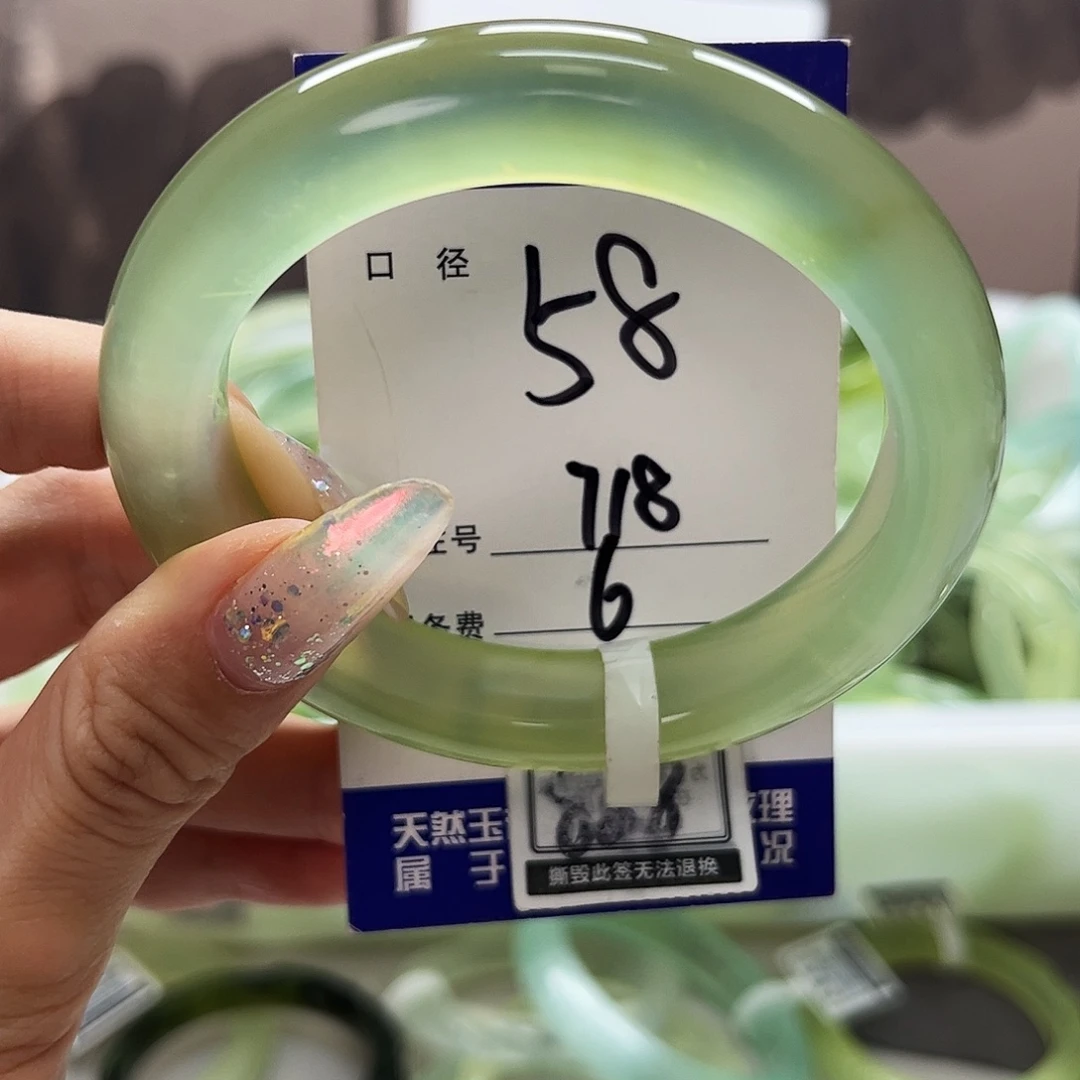 口 径 58
718
号
6
费
天然玉 理
属 于 况
撕毁此签无法退换